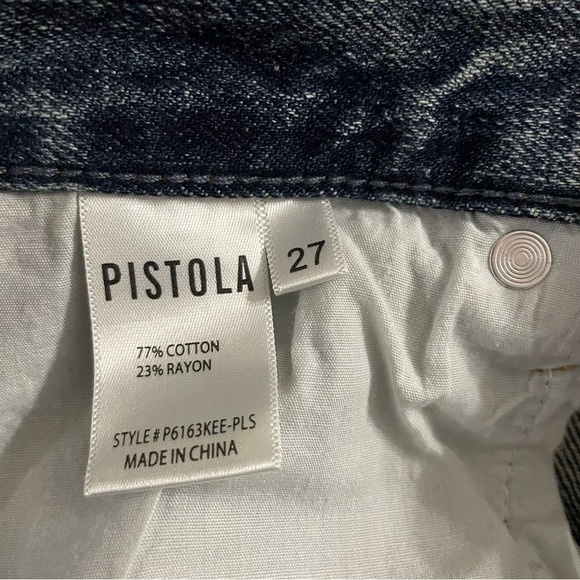 PISTOLA
27
77% COTTON
23% RAYON
STYLE# P6163KEE-PLS
MADE IN CHINA